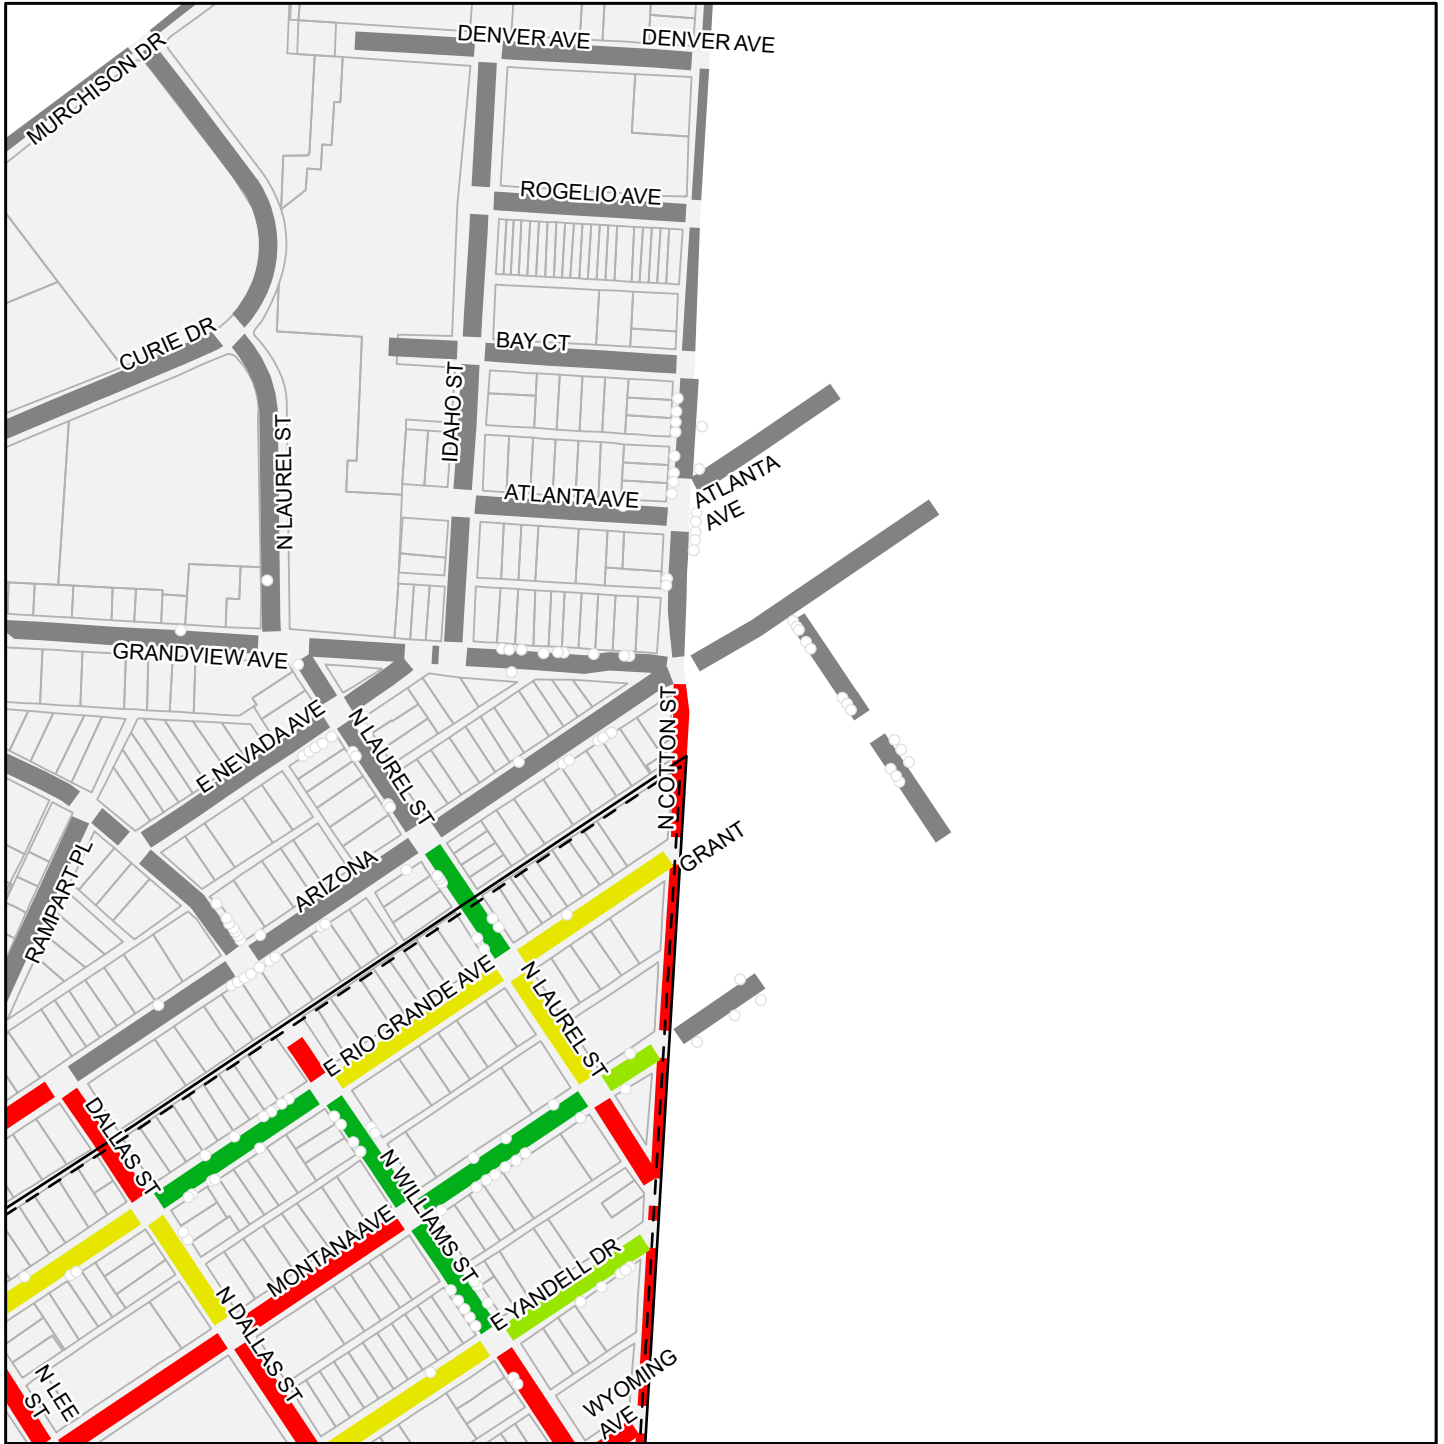 DENVER AVE
DENVER AVE
MURCHISON DR
ROGELIO AVE
CURIE DR
BAY CT
IDAHO ST
N LAUREL ST
ATLANTA AVE
ATLANTA
AVE
GRANDVIEW AVE
E NEVADA AVE
N LAUREL ST
N COTTON ST
GRANT
ARIZONA
RAMPART PL
E RIO GRANDE AVE
N LAUREL ST
DALLAS ST
N WILLIAMS ST
MONTANA AVE
E YANDELL DR
N DALLAS ST
N LEE
ST
WYOMING
AVE